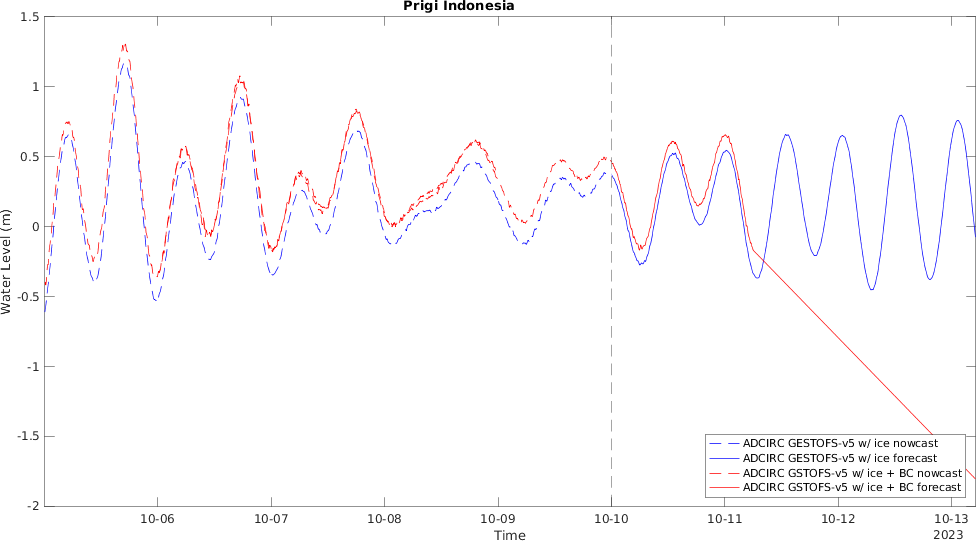 Prigi Indonesia
1.5
1
0.5
0
-0.5
-1
-1.5
-2
Water Level (m)
ADCIRC GESTOFS-v5 w/ ice nowcast
ADCIRC GESTOFS-v5 w/ ice forecast
ADCIRC GSTOFS-v5 w/ ice + BC nowcast
ADCIRC GSTOFS-v5 w/ ice + BC forecast
10-06 10-07 10-08 10-09 10-10 10-11 10-12 10-13
Time
2023